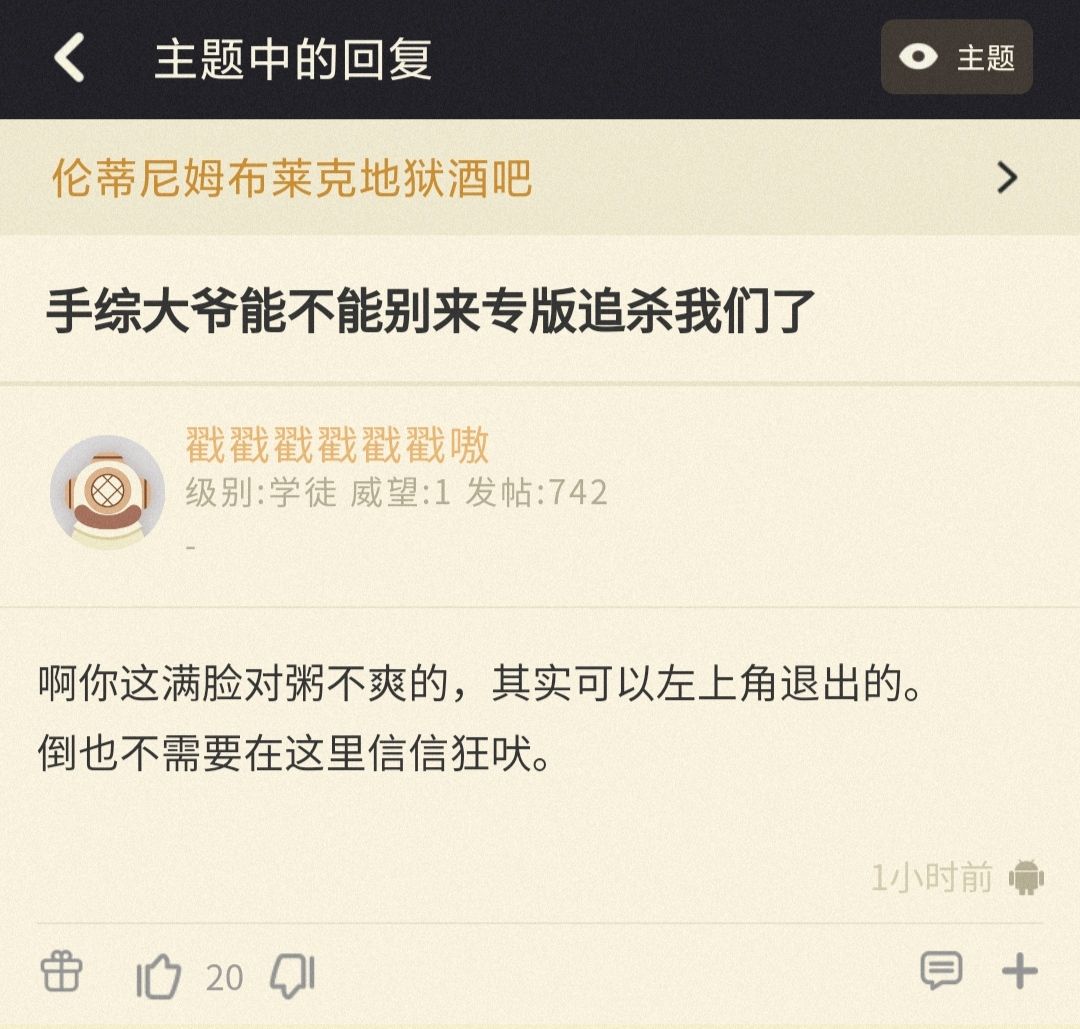 主题中的回复
主题
伦蒂尼姆布莱克地狱酒吧
手综大爷能不能别来专版追杀我们了
戳戳戳戳戳戳嗷
级别:学徒 威望:1 发帖:742
-
啊你这满脸对粥不爽的，其实可以左上角退出的。
倒也不需要在这里信信狂吠。
1小时前
20